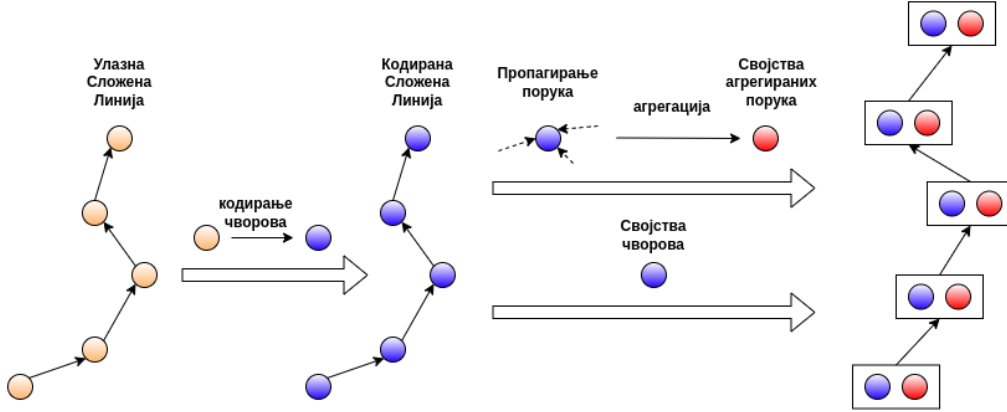 Улазна
Сложена
Линија
кодирање
чворова
Кодирана
Сложена
Линија
Пропагирање
порука
агрегација
Својства
агрегираних
порука
Својства
чворова